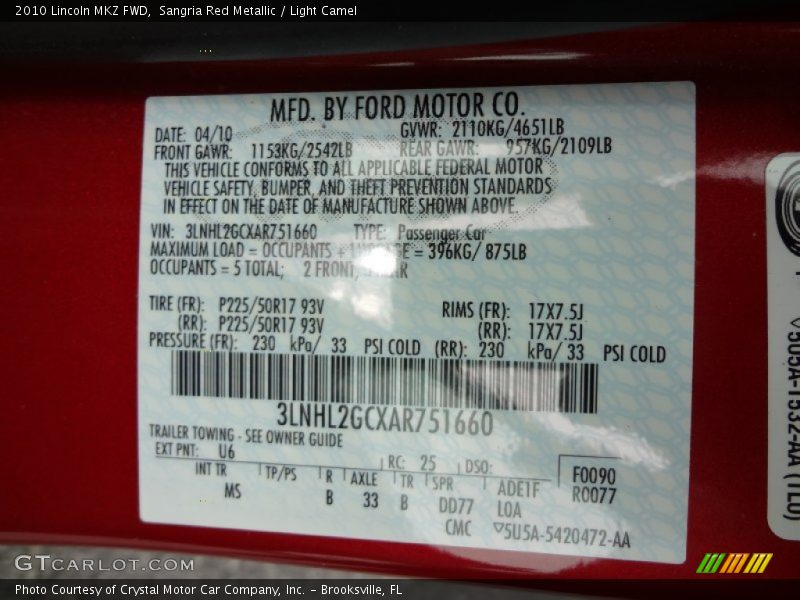 2010 Lincoln MKZ FWD, Sangria Red Metallic / Light Camel
MFD. BY FORD MOTOR CO.
DATE: 04/10 GVWR: 2110KG/4651LB
FRONT GAWR: 1153KG/2542LB REAR GAWR: 957KG/2109LB
THIS VEHICLE CONFORMS TO ALL APPLICABLE FEDERAL MOTOR
VEHICLE SAFETY, BUMPER, AND THEFT PREVENTION STANDARDS
IN EFFECT ON THE DATE OF MANUFACTURE SHOWN ABOVE.
VIN: 3LNHL2GCXAR751660 TYPE: Passenger Car
MAXIMUM LOAD = OCCUPANTS + = 396KG/ 875LB
OCCUPANTS = 5 TOTAL; 2 FRONT,
TIRE (FR): P225/50R17 93V RIMS (FR): 17X7.5J
(RR): P225/50R17 93V (RR): 17X7.5J
PRESSURE (FR): 230 kPa/ 33 PSI COLD (RR): 230 kPa/ 33 PSI COLD
3LNHL2GCXAR751660
TRAILER TOWING - SEE OWNER GUIDE
EXT PNT: U6 RC: 25 DSO: F0090
INT TR TP/PS R AXLE TR SPR ADE1F R0077
MS B 33 B DD77 L0A
CMC ▽5U5A-5420472-AA
▽5U5A-1532-AA (TL0)
GTCARLOT.COM
Photo Courtesy of Crystal Motor Car Company, Inc. – Brooksville, FL